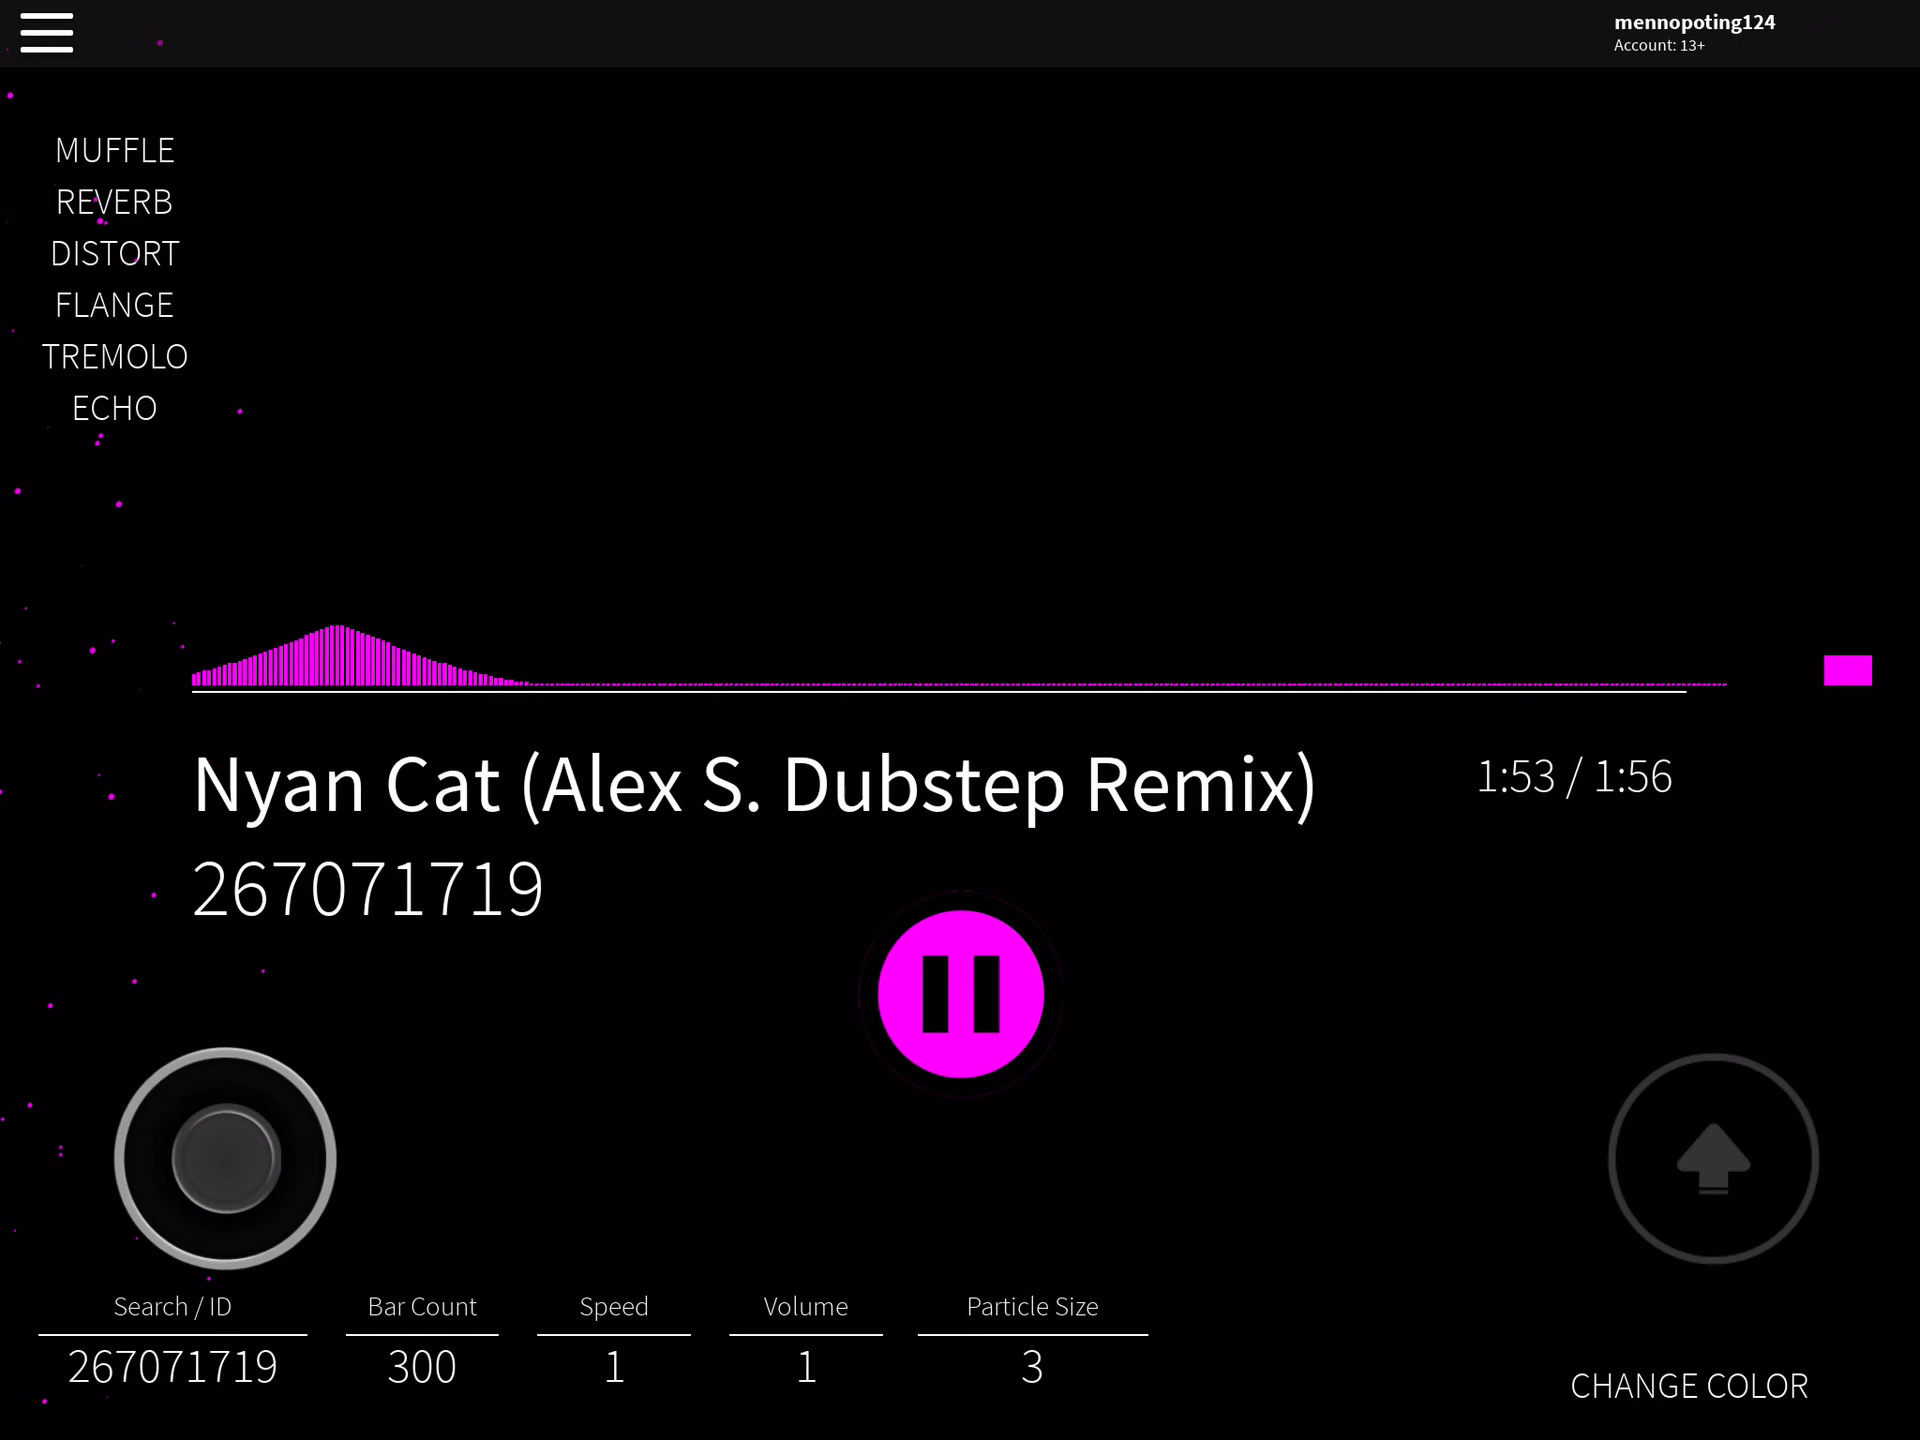 mennopoting124
Account: 13+
MUFFLE
REVERB
DISTORT
FLANGE
TREMOLO
ECHO
Nyan Cat (Alex S. Dubstep Remix)
1:53 / 1:56
267071719
Search / ID
Bar Count
Speed
Volume
Particle Size
267071719
300
1
1
3
CHANGE COLOR